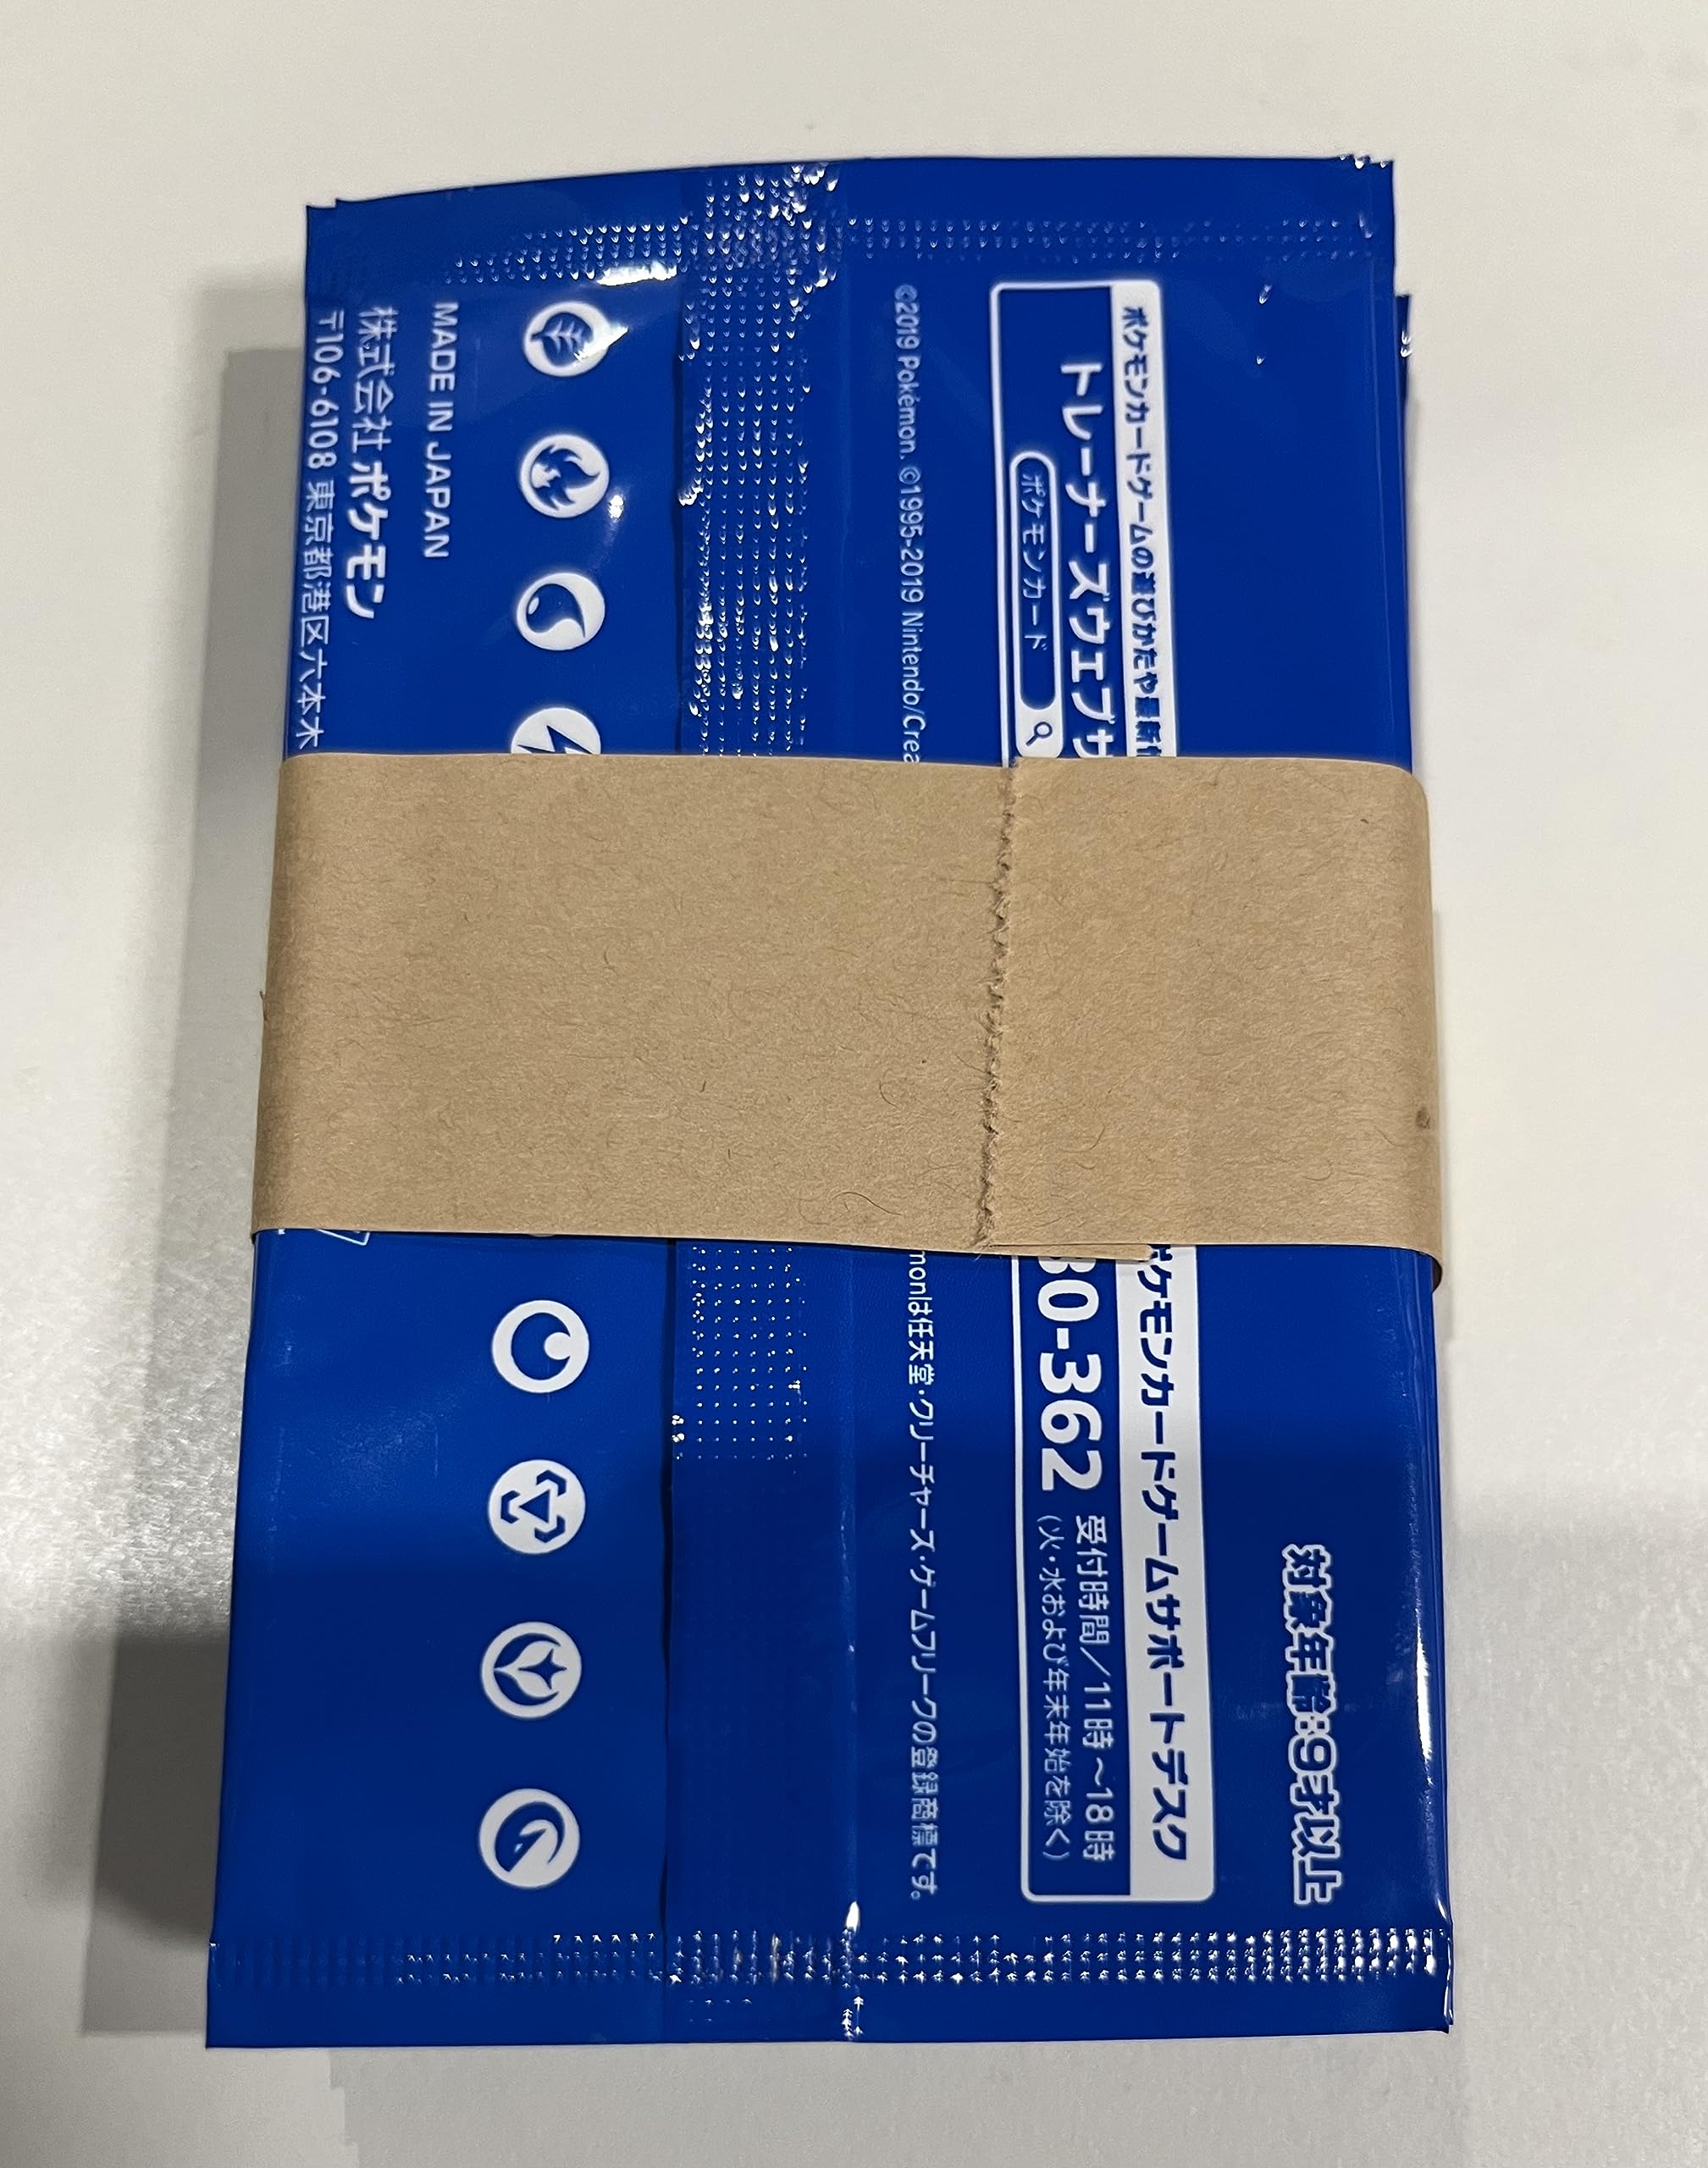 対象年齢:9才以上
ポケモンカードゲームの遊びかたや最新
トレーナーズウェブサ
ポケモンカード
ポケモンカードゲームサポートデスク
30-362
受付時間/11時~18時
(火・水および年末年始を除く)
©2019 Pokémon. ©1995-2019 Nintendo/Crea
monは任天堂・クリーチャーズ・ゲームフリークの登録商標です。
MADE IN JAPAN
株式会社ポケモン
〒106-6108 東京都港区六本木